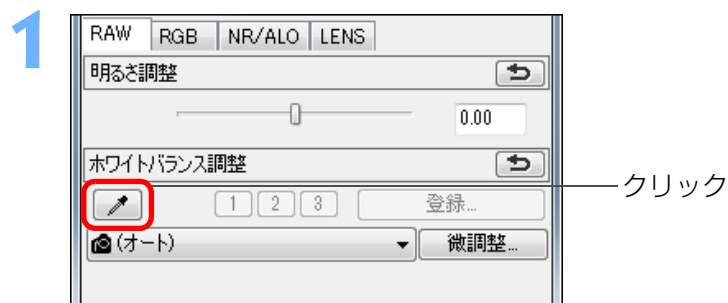 1
RAW RGB NR/ALO LENS
明るさ調整
0.00
ホワイトバランス調整
クリック
1 2 3 登録...
(オート) 微調整...